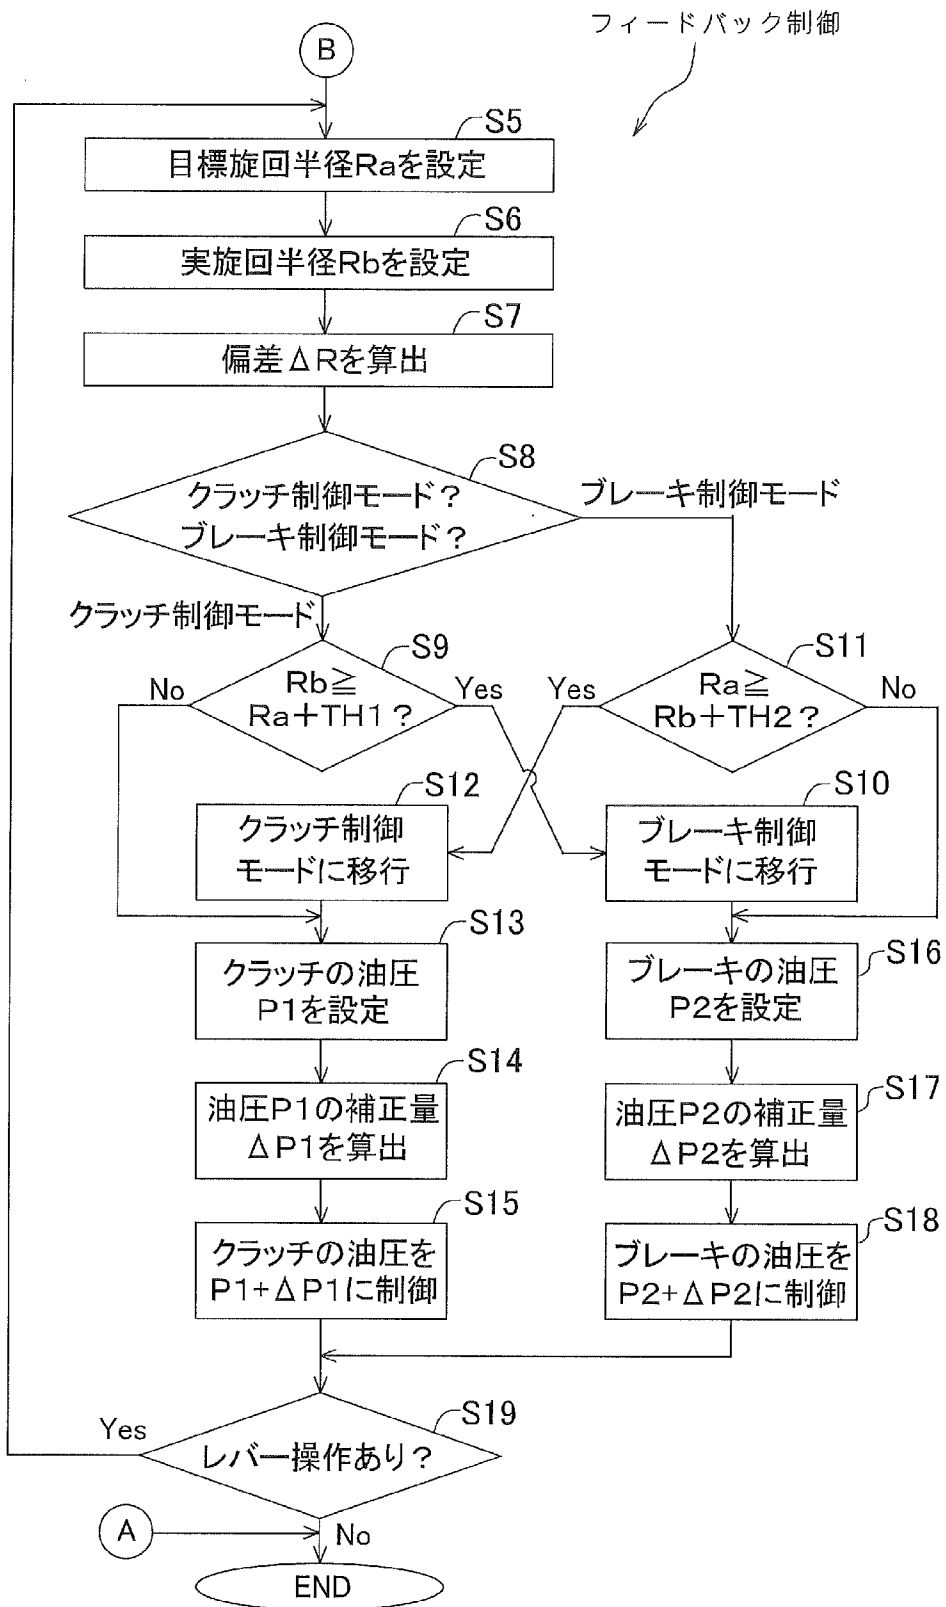 フィードバック制御
B
S5
目標旋回半径Raを設定
S6
実旋回半径Rbを設定
S7
偏差ΔRを算出
S8
クラッチ制御モード？
ブレーキ制御モード？
ブレーキ制御モード
クラッチ制御モード
S9
Rb≧
Ra＋TH1？
No
Yes
S11
Ra≧
Rb＋TH2？
Yes
No
S12
クラッチ制御
モードに移行
S10
ブレーキ制御
モードに移行
S13
クラッチの油圧
P1を設定
S16
ブレーキの油圧
P2を設定
S14
油圧P1の補正量
ΔP1を算出
S17
油圧P2の補正量
ΔP2を算出
S15
クラッチの油圧を
P1+ΔP1に制御
S18
ブレーキの油圧を
P2+ΔP2に制御
S19
Yes
レバー操作あり？
A
No
END